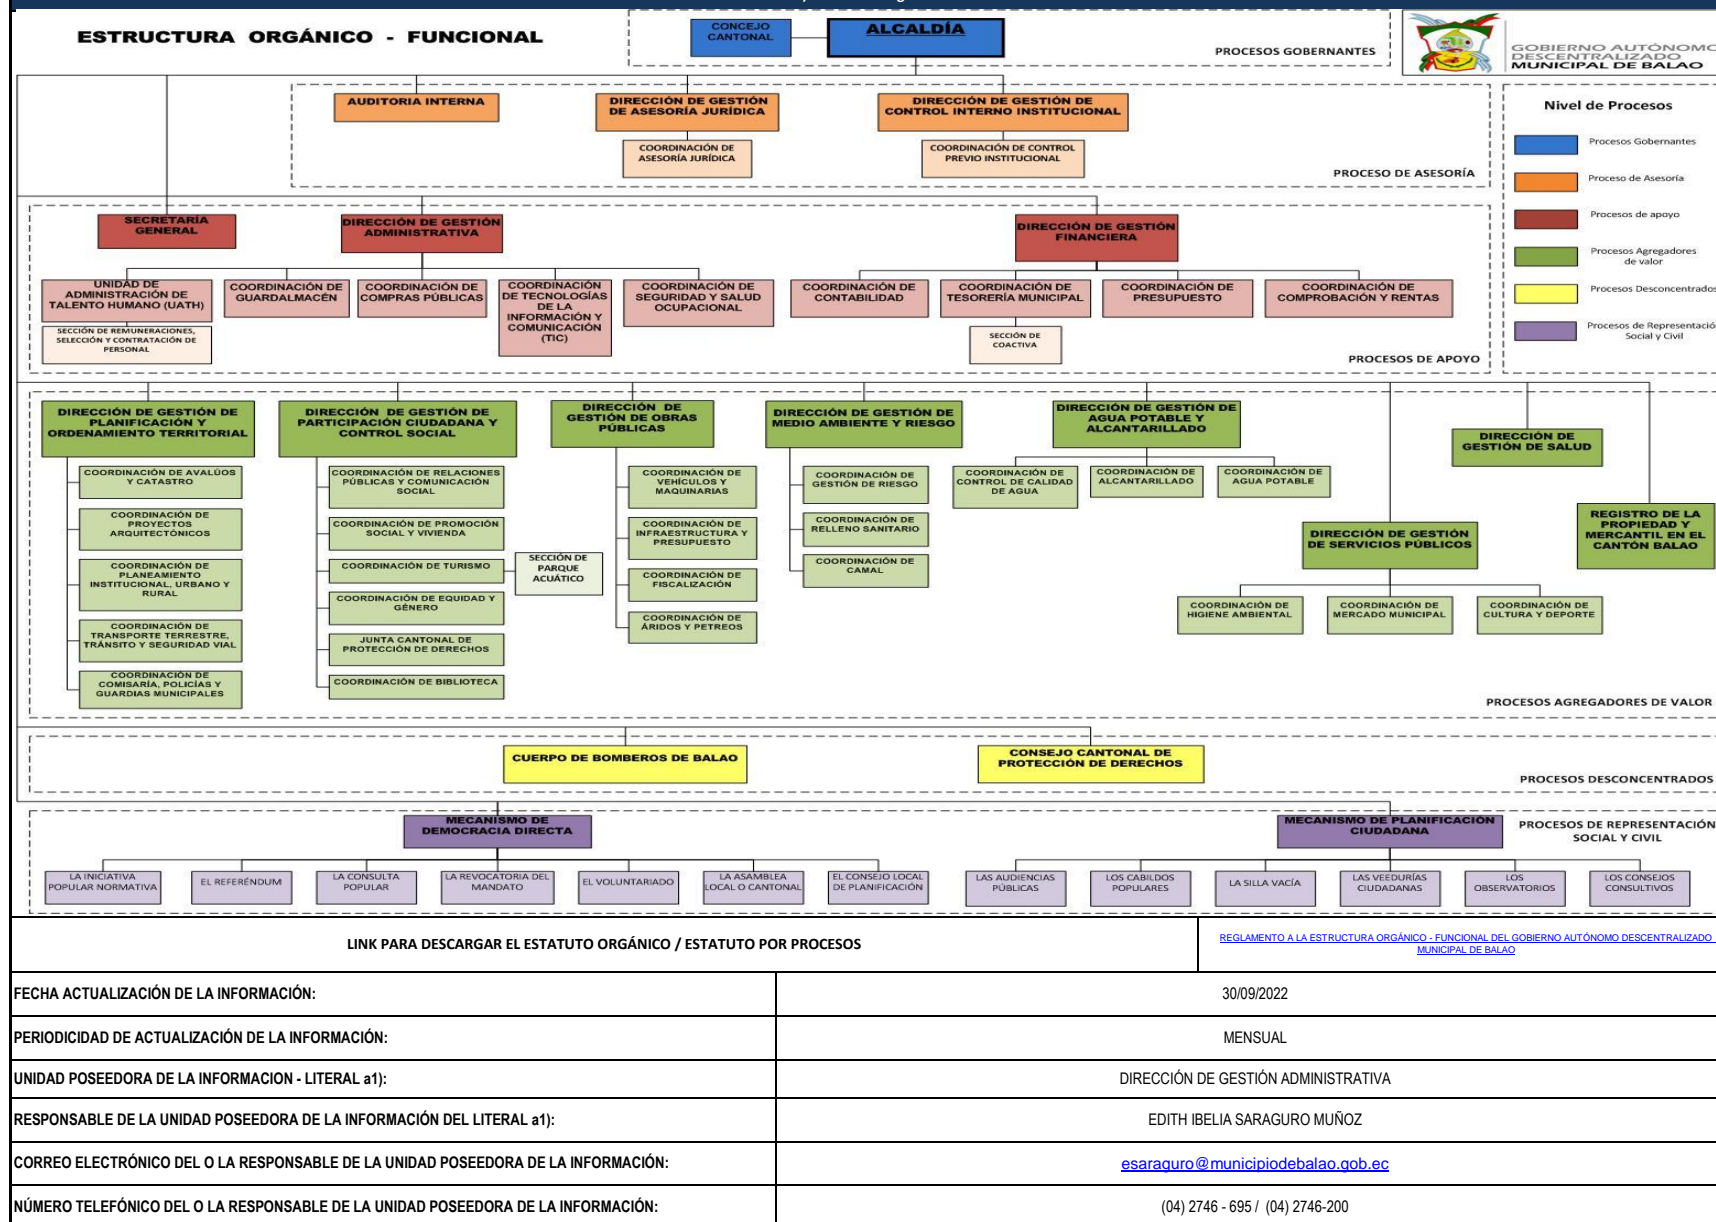 ESTRUCTURA ORGÁNICO - FUNCIONAL
CONCEJO
CANTONAL
ALCALDÍA
PROCESOS GOBERNANTES
GOBIERNO AUTÓNOMO
DESCENTRALIZADO
MUNICIPAL DE BALAO
AUDITORIA INTERNA
DIRECCIÓN DE GESTIÓN
DE ASESORÍA JURÍDICA
DIRECCIÓN DE GESTIÓN DE
CONTROL INTERNO INSTITUCIONAL
COORDINACIÓN DE
ASESORÍA JURÍDICA
COORDINACIÓN DE CONTROL
PREVIO INSTITUCIONAL
PROCESO DE ASESORÍA
Nivel de Procesos
Procesos Gobernantes
Proceso de Asesoría
Procesos de apoyo
Procesos Agregadores
de valor
Procesos Desconcentrados
Procesos de Representació
Social y Civil
SECRETARÍA
GENERAL
DIRECCIÓN DE GESTIÓN
ADMINISTRATIVA
DIRECCIÓN DE GESTIÓN
FINANCIERA
UNIDAD DE
ADMINISTRACIÓN DE
TALENTO HUMANO (UATH)
COORDINACIÓN DE
GUARDALMACÉN
COORDINACIÓN DE
COMPRAS PÚBLICAS
COORDINACIÓN
DE TECNOLOGÍAS
DE LA
INFORMACIÓN Y
COMUNICACIÓN
(TIC)
COORDINACIÓN DE
SEGURIDAD Y SALUD
OCUPACIONAL
COORDINACIÓN DE
CONTABILIDAD
COORDINACIÓN DE
TESORERÍA MUNICIPAL
COORDINACIÓN DE
PRESUPUESTO
COORDINACIÓN DE
COMPROBACIÓN Y RENTAS
SECCIÓN DE REMUNERACIONES,
SELECCIÓN Y CONTRATACIÓN DE
PERSONAL
SECCIÓN DE
COACTIVA
PROCESOS DE APOYO
DIRECCIÓN DE GESTIÓN DE
PLANIFICACIÓN Y
ORDENAMIENTO TERRITORIAL
DIRECCIÓN DE GESTIÓN DE
PARTICIPACIÓN CIUDADANA Y
CONTROL SOCIAL
DIRECCIÓN DE
GESTIÓN DE OBRAS
PÚBLICAS
DIRECCIÓN DE GESTIÓN DE
MEDIO AMBIENTE Y RIESGO
DIRECCIÓN DE GESTIÓN DE
AGUA POTABLE Y
ALCANTARILLADO
DIRECCIÓN DE
GESTIÓN DE SALUD
COORDINACIÓN DE AVALÚOS
Y CATASTRO
COORDINACIÓN DE
PROYECTOS
ARQUITECTÓNICOS
COORDINACIÓN DE
PLANEAMIENTO
INSTITUCIONAL, URBANO Y
RURAL
COORDINACIÓN DE
TRANSPORTE TERRESTRE,
TRÁNSITO Y SEGURIDAD VIAL
COORDINACIÓN DE
COMISARÍA, POLICÍAS Y
GUARDIAS MUNICIPALES
COORDINACIÓN DE RELACIONES
PÚBLICAS Y COMUNICACIÓN
SOCIAL
COORDINACIÓN DE PROMOCIÓN
SOCIAL Y VIVIENDA
COORDINACIÓN DE TURISMO
SECCIÓN DE
PARQUE
ACUÁTICO
COORDINACIÓN DE EQUIDAD Y
GÉNERO
JUNTA CANTONAL DE
PROTECCIÓN DE DERECHOS
COORDINACIÓN DE BIBLIOTECA
COORDINACIÓN DE
VEHÍCULOS Y
MAQUINARIAS
COORDINACIÓN DE
INFRAESTRUCTURA Y
PRESUPUESTO
COORDINACIÓN DE
FISCALIZACIÓN
COORDINACIÓN DE
ÁRIDOS Y PETREOS
COORDINACIÓN DE
GESTIÓN DE RIESGO
COORDINACIÓN DE
RELLENO SANITARIO
COORDINACIÓN DE
CAMAL
COORDINACIÓN DE
CONTROL DE CALIDAD
DE AGUA
COORDINACIÓN DE
ALCANTARILLADO
COORDINACIÓN DE
AGUA POTABLE
DIRECCIÓN DE GESTIÓN
DE SERVICIOS PÚBLICOS
REGISTRO DE LA
PROPIEDAD Y
MERCANTIL EN EL
CANTÓN BALAO
COORDINACIÓN DE
HIGIENE AMBIENTAL
COORDINACIÓN DE
MERCADO MUNICIPAL
COORDINACIÓN DE
CULTURA Y DEPORTE
PROCESOS AGREGADORES DE VALOR
CUERPO DE BOMBEROS DE BALAO
CONSEJO CANTONAL DE
PROTECCIÓN DE DERECHOS
PROCESOS DESCONCENTRADOS
MECANISMO DE
DEMOCRACIA DIRECTA
MECANISMO DE PLANIFICACIÓN
CIUDADANA
PROCESOS DE REPRESENTACIÓN
SOCIAL Y CIVIL
LA INICIATIVA
POPULAR NORMATIVA
EL REFERÉNDUM
LA CONSULTA
POPULAR
LA REVOCATORIA DEL
MANDATO
EL VOLUNTARIADO
LA ASAMBLEA
LOCAL O CANTONAL
EL CONSEJO LOCAL
DE PLANIFICACIÓN
LAS AUDIENCIAS
PÚBLICAS
LOS CABILDOS
POPULARES
LA SILLA VACÍA
LAS VEEDURÍAS
CIUDADANAS
LOS
OBSERVATORIOS
LOS CONSEJOS
CONSULTIVOS
LINK PARA DESCARGAR EL ESTATUTO ORGÁNICO / ESTATUTO POR PROCESOS
REGLAMENTO A LA ESTRUCTURA ORGÁNICO - FUNCIONAL DEL GOBIERNO AUTÓNOMO DESCENTRALIZADO
MUNICIPAL DE BALAO
FECHA ACTUALIZACIÓN DE LA INFORMACIÓN:
30/09/2022
PERIODICIDAD DE ACTUALIZACIÓN DE LA INFORMACIÓN:
MENSUAL
UNIDAD POSEEDORA DE LA INFORMACION - LITERAL a1):
DIRECCIÓN DE GESTIÓN ADMINISTRATIVA
RESPONSABLE DE LA UNIDAD POSEEDORA DE LA INFORMACIÓN DEL LITERAL a1):
EDITH IBELIA SARAGURO MUÑOZ
CORREO ELECTRÓNICO DEL O LA RESPONSABLE DE LA UNIDAD POSEEDORA DE LA INFORMACIÓN:
esaraguro@municipiodebalao.gob.ec
NÚMERO TELEFÓNICO DEL O LA RESPONSABLE DE LA UNIDAD POSEEDORA DE LA INFORMACIÓN:
(04) 2746 - 695 / (04) 2746-200